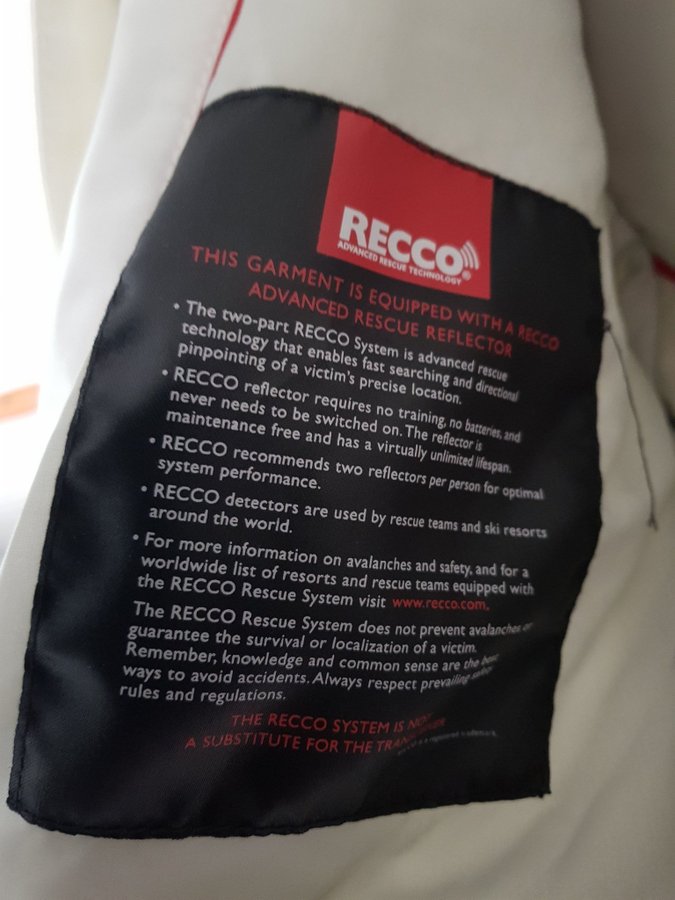 RECCO
ADVANCED RESCUE TECHNOLOGY ®
THIS GARMENT IS EQUIPPED WITH A RECCO
ADVANCED RESCUE REFLECTOR
• The two-part RECCO System is advanced rescue
technology that enables fast searching and directional
pinpointing of a victim's precise location.
• RECCO reflector requires no training, no batteries, and
never needs to be switched on. The reflector is
maintenance free and has a virtually unlimited lifespan.
• RECCO recommends two reflectors per person for optimal
system performance.
• RECCO detectors are used by rescue teams and ski resorts
around the world.
• For more information on avalanches and safety, and for a
worldwide list of resorts and rescue teams equipped with
the RECCO Rescue System visit www.recco.com.
The RECCO Rescue System does not prevent avalanches or
guarantee the survival or localization of a victim.
Remember, knowledge and common sense are the best
ways to avoid accidents. Always respect prevailing safety
rules and regulations.
THE RECCO SYSTEM IS NOT
A SUBSTITUTE FOR THE
is a registered trademark.